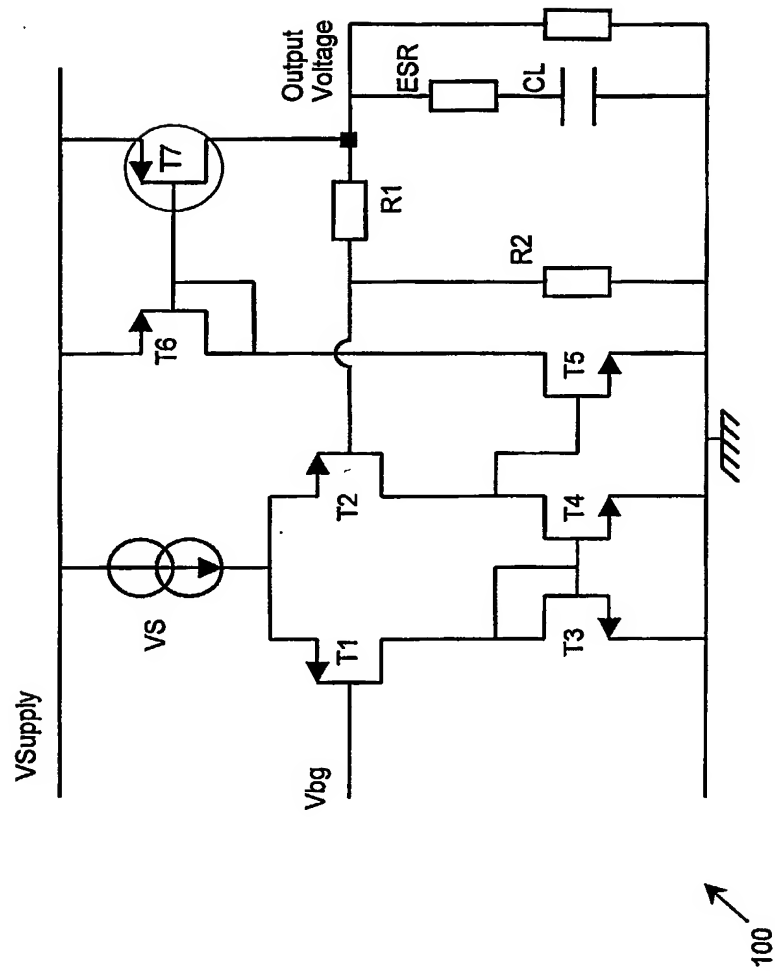 VSupply
VS
T6
T7
Output
Voltage
Vbg
T1
T2
R1
ESR
CL
R2
T3
T4
T5
100